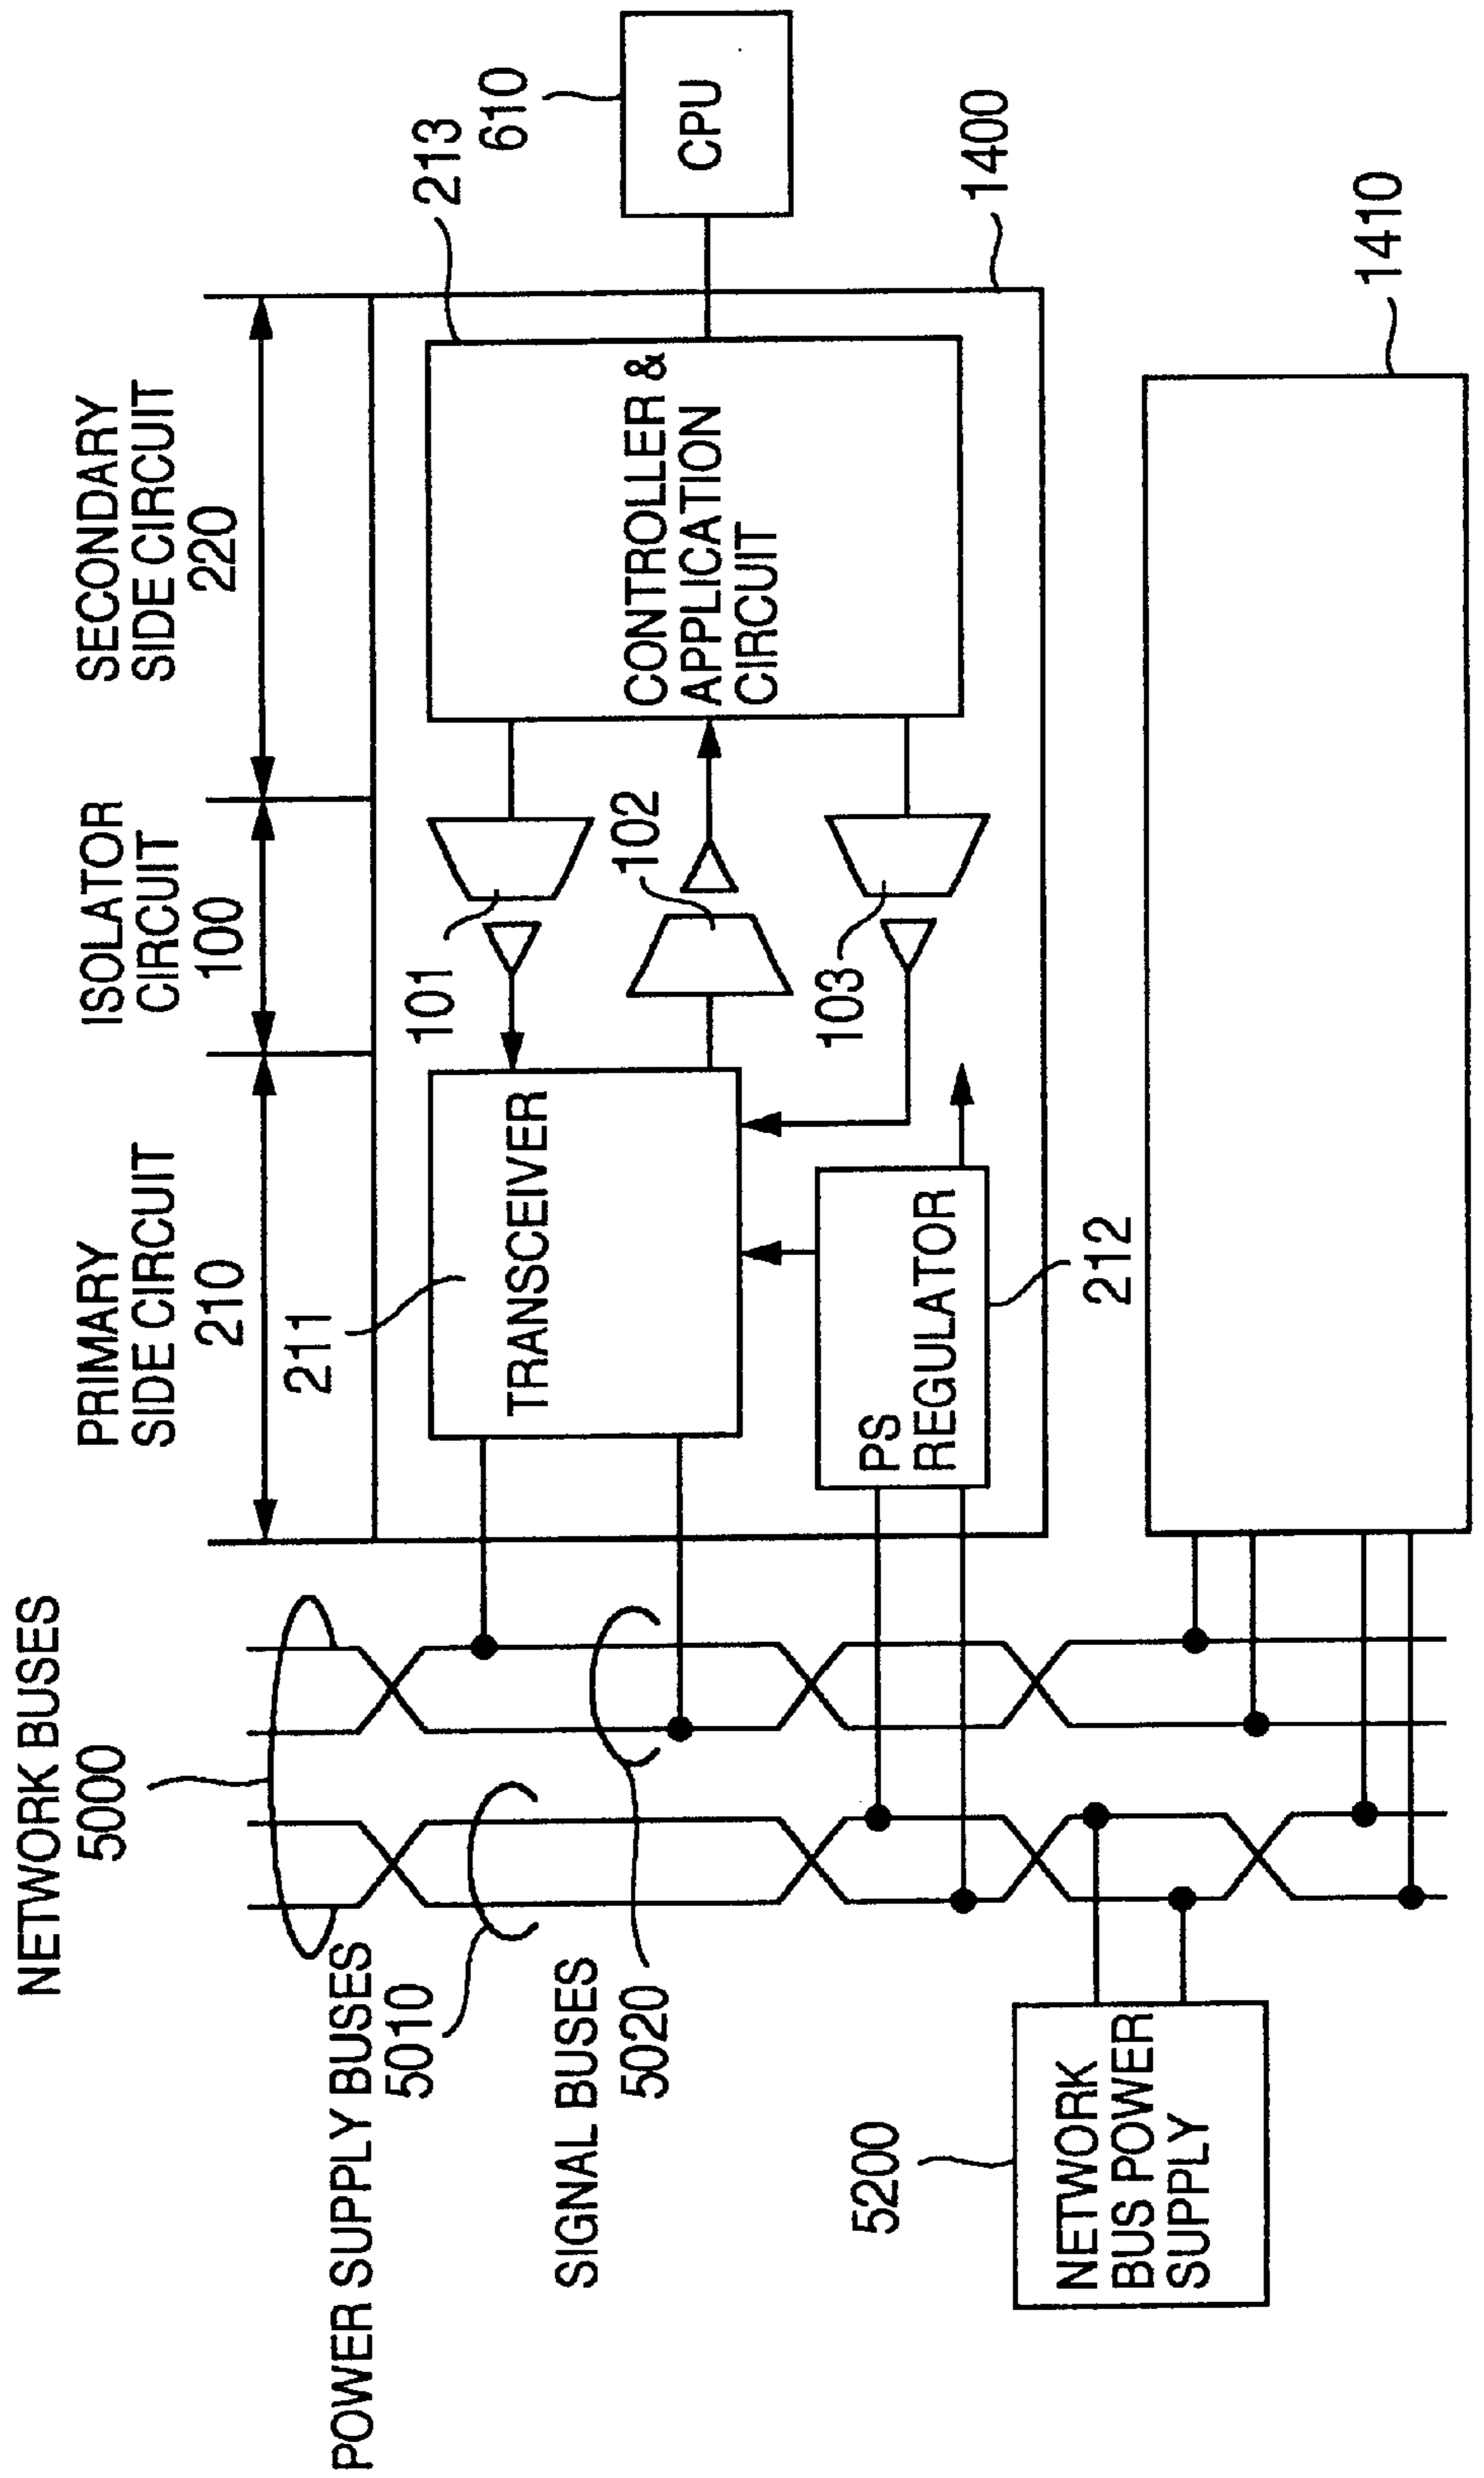 NETWORK BUSES
5000
POWER SUPPLY BUSES
5010
SIGNAL BUSES
5020
5200
NETWORK
BUS POWER
SUPPLY
PRIMARY
SIDE CIRCUIT
210
ISOLATOR
CIRCUIT
100
SECONDARY
SIDE CIRCUIT
220
211
TRANSCEIVER
101
102
103
213
CONTROLLER &
APPLICATION
CIRCUIT
610
CPU
PS
REGULATOR
212
1400
1410